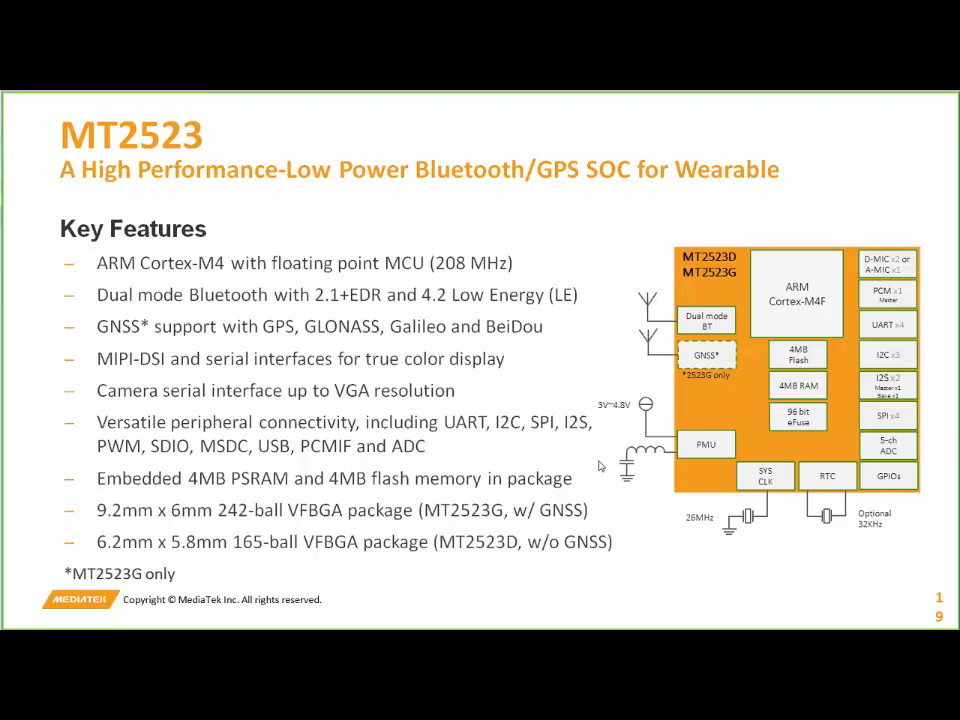 MT2523
A High Performance-Low Power Bluetooth/GPS SOC for Wearable
Key Features
– ARM Cortex-M4 with floating point MCU (208 MHz)
– Dual mode Bluetooth with 2.1+EDR and 4.2 Low Energy (LE)
– GNSS* support with GPS, GLONASS, Galileo and BeiDou
– MIPI-DSI and serial interfaces for true color display
– Camera serial interface up to VGA resolution
– Versatile peripheral connectivity, including UART, I2C, SPI, I2S,
PWM, SDIO, MSDC, USB, PCMIF and ADC
– Embedded 4MB PSRAM and 4MB flash memory in package
– 9.2mm x 6mm 242-ball VFBGA package (MT2523G, w/ GNSS)
– 6.2mm x 5.8mm 165-ball VFBGA package (MT2523D, w/o GNSS)
*MT2523G only
MT2523D
MT2523G
ARM
Cortex-M4F
Dual mode
BT
GNSS*
*2523G only
4MB
Flash
4MB RAM
96 bit
eFuse
3V~4.8V
PMU
SYS
CLK
RTC
26MHz
Optional
32KHz
D-MIC x2 or
A-MIC x1
PCM x1
Master
UART x4
I2C x3
I2S x2
Master x1
SPI x4
5-ch
ADC
GPIOs
MEDIATEK
Copyright © MediaTek Inc. All rights reserved.
1
9